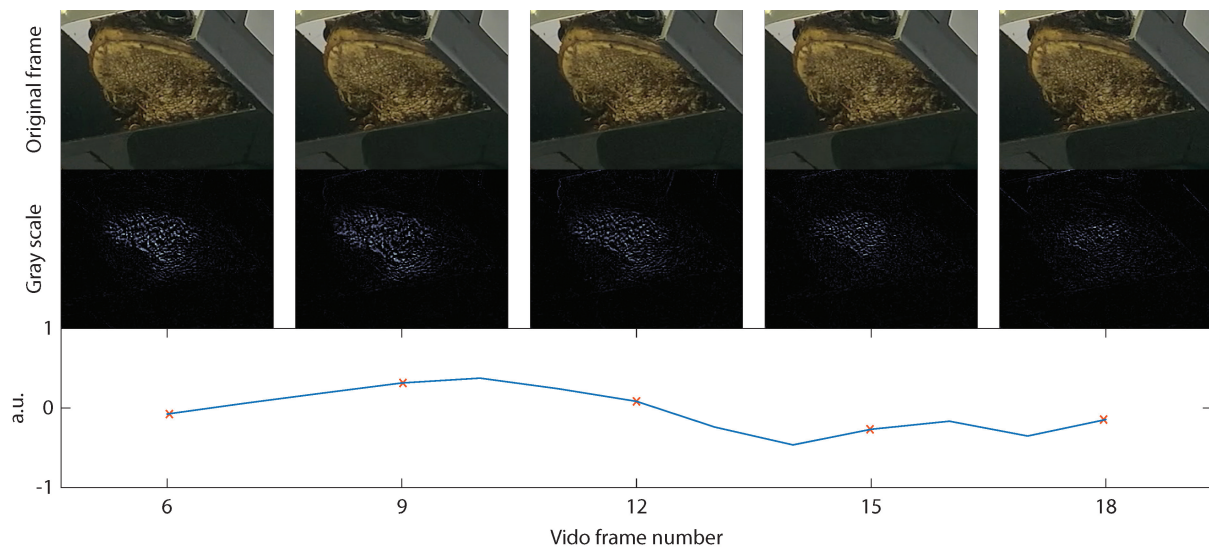 Original frame
Gray scale
1
0
-1
a.u.
6 9 12 15 18
Vido frame number